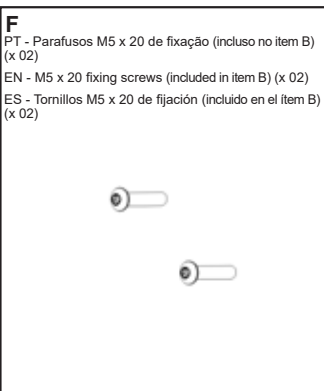 F
PT - Parafusos M5 x 20 de fixação (incluso no item B)
(x 02)
EN - M5 x 20 fixing screws (included in item B) (x 02)
ES - Tornillos M5 x 20 de fijación (incluido en el ítem B)
(x 02)